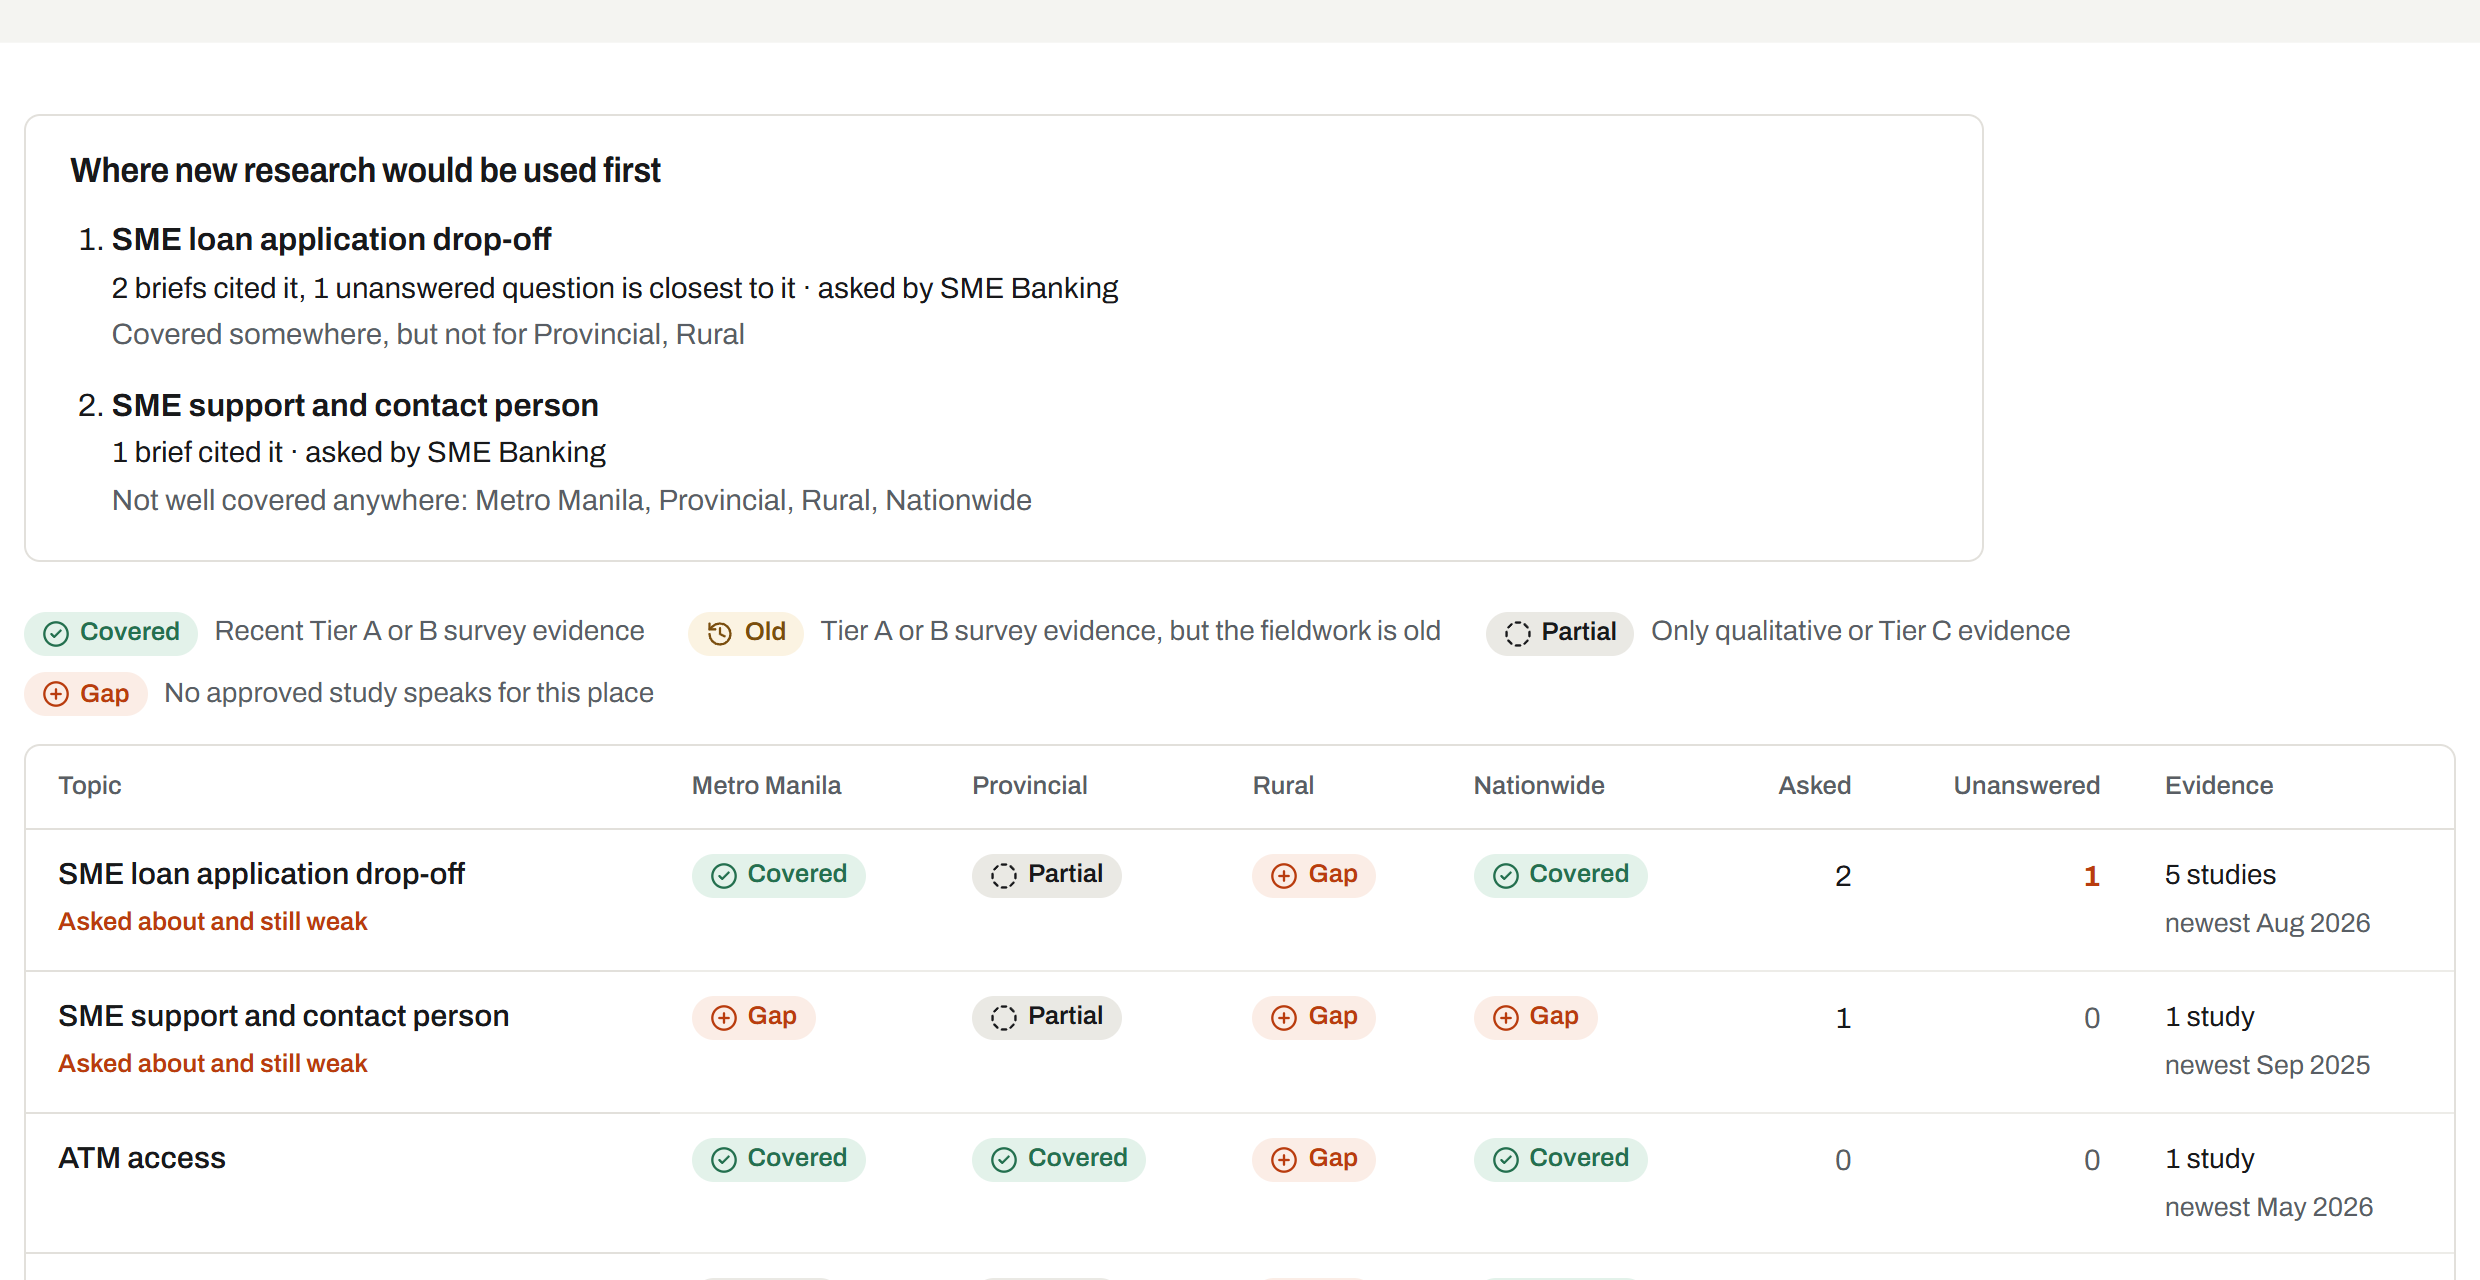 Where new research would be used first
1. SME loan application drop-off
2 briefs cited it, 1 unanswered question is closest to it · asked by SME Banking
Covered somewhere, but not for Provincial, Rural
2. SME support and contact person
1 brief cited it · asked by SME Banking
Not well covered anywhere: Metro Manila, Provincial, Rural, Nationwide
Covered Recent Tier A or B survey evidence Old Tier A or B survey evidence, but the fieldwork is old Partial Only qualitative or Tier C evidence
Gap No approved study speaks for this place
Topic Metro Manila Provincial Rural Nationwide Asked Unanswered Evidence
SME loan application drop-off Covered Partial Gap Covered 2 1 5 studies
Asked about and still weak newest Aug 2026
SME support and contact person Gap Partial Gap Gap 1 0 1 study
Asked about and still weak newest Sep 2025
ATM access Covered Covered Gap Covered 0 0 1 study
newest May 2026